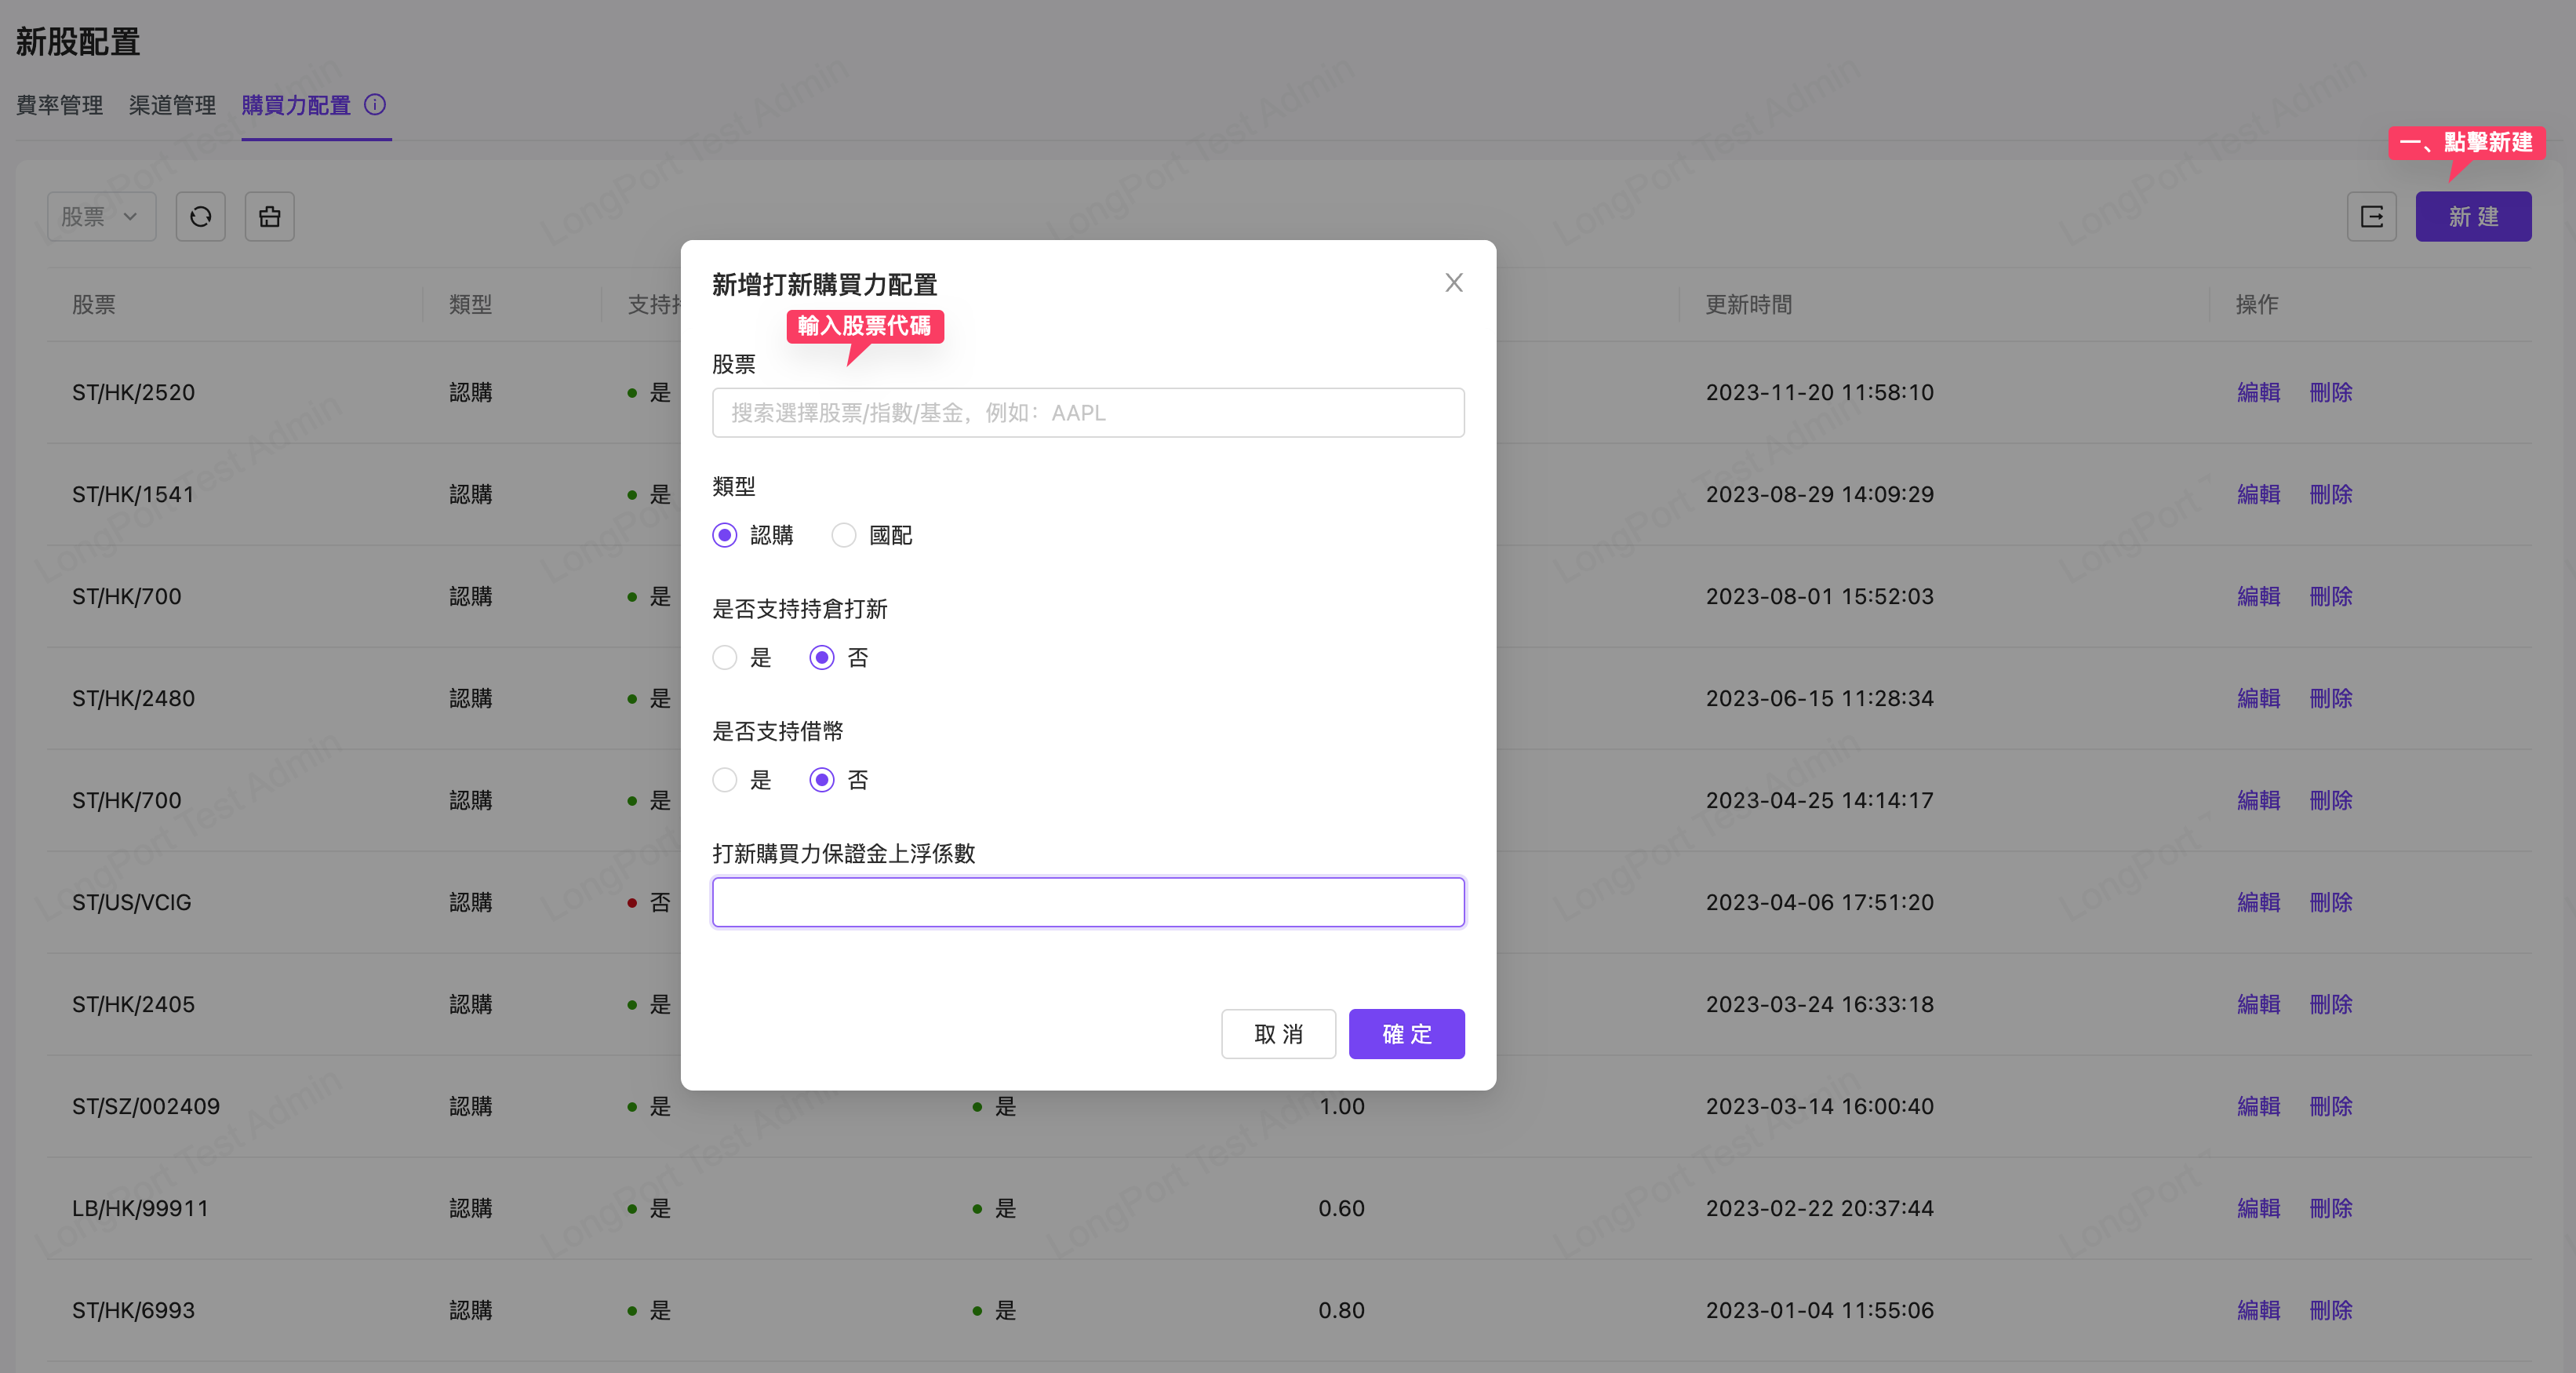 新股配置
費率管理 渠道管理 購買力配置
一、點擊新建
股票 新建
新增打新購買力配置
輸入股票代碼
股票
搜索選擇股票/指數/基金，例如：AAPL
類型
認購 國配
是否支持持倉打新
是 否
是否支持借幣
是 否
打新購買力保證金上浮係數
取消 確定
股票 類型 支持持 更新時間 操作
ST/HK/2520 認購 是 2023-11-20 11:58:10 編輯 刪除
ST/HK/1541 認購 是 2023-08-29 14:09:29 編輯 刪除
ST/HK/700 認購 是 2023-08-01 15:52:03 編輯 刪除
ST/HK/2480 認購 是 2023-06-15 11:28:34 編輯 刪除
ST/HK/700 認購 是 2023-04-25 14:14:17 編輯 刪除
ST/US/VCIG 認購 否 2023-04-06 17:51:20 編輯 刪除
ST/HK/2405 認購 是 2023-03-24 16:33:18 編輯 刪除
ST/SZ/002409 認購 是 是 1.00 2023-03-14 16:00:40 編輯 刪除
LB/HK/99911 認購 是 是 0.60 2023-02-22 20:37:44 編輯 刪除
ST/HK/6993 認購 是 是 0.80 2023-01-04 11:55:06 編輯 刪除
LongPort Test Admin